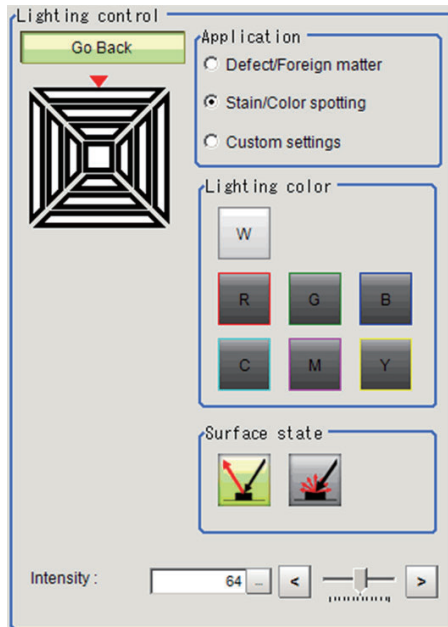 Lighting control
Go Back
Application
Defect/Foreign matter
Stain/Color spotting
Custom settings
Lighting color
W
R G B
C M Y
Surface state
Intensity : 64 ... < >